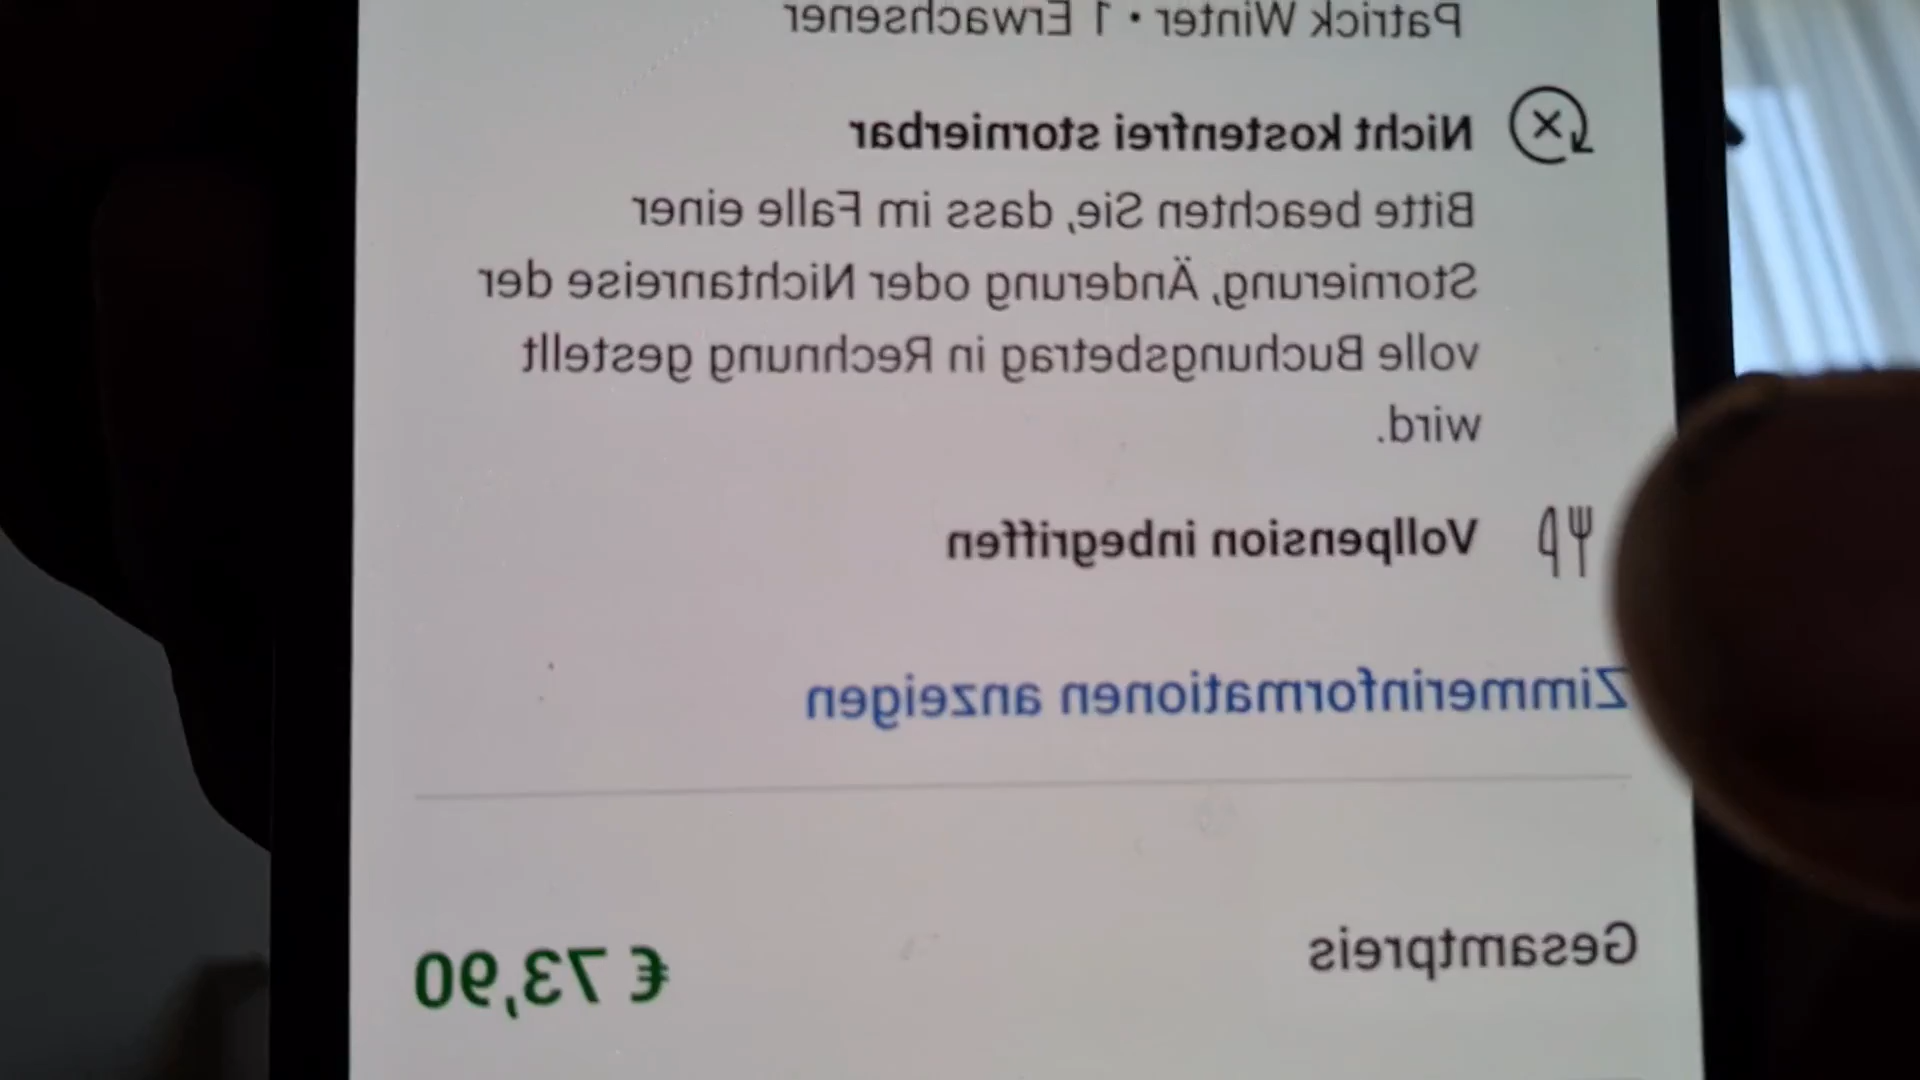 Patrick Winter • 1 Erwachsener
Nicht kostenfrei stornierbar
Bitte beachten Sie, dass im Falle einer
Stornierung, Änderung oder Nichtanreise der
volle Buchungsbetrag in Rechnung gestellt
wird.
Vollpension inbegriffen
Zimmerinformationen anzeigen
Gesamtpreis
€ 73,90